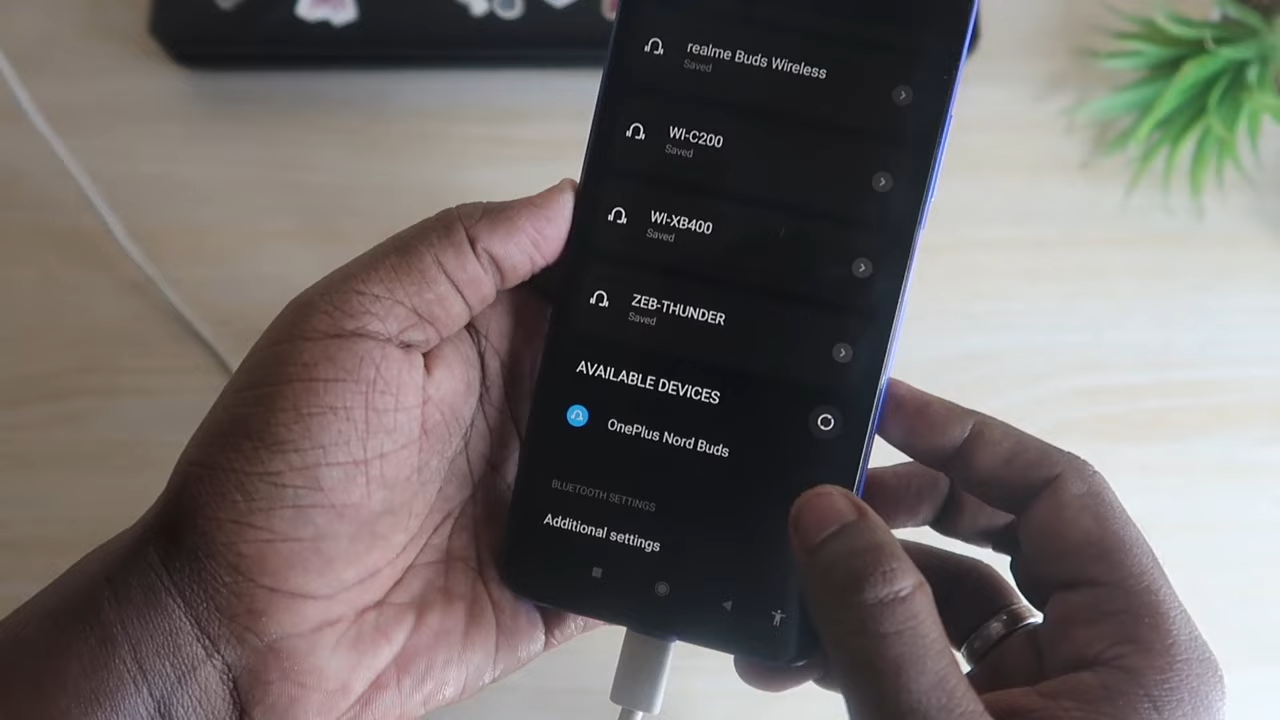 realme Buds Wireless
Saved
WI-C200
Saved
WI-XB400
Saved
ZEB-THUNDER
Saved
AVAILABLE DEVICES
OnePlus Nord Buds
BLUETOOTH SETTINGS
Additional settings